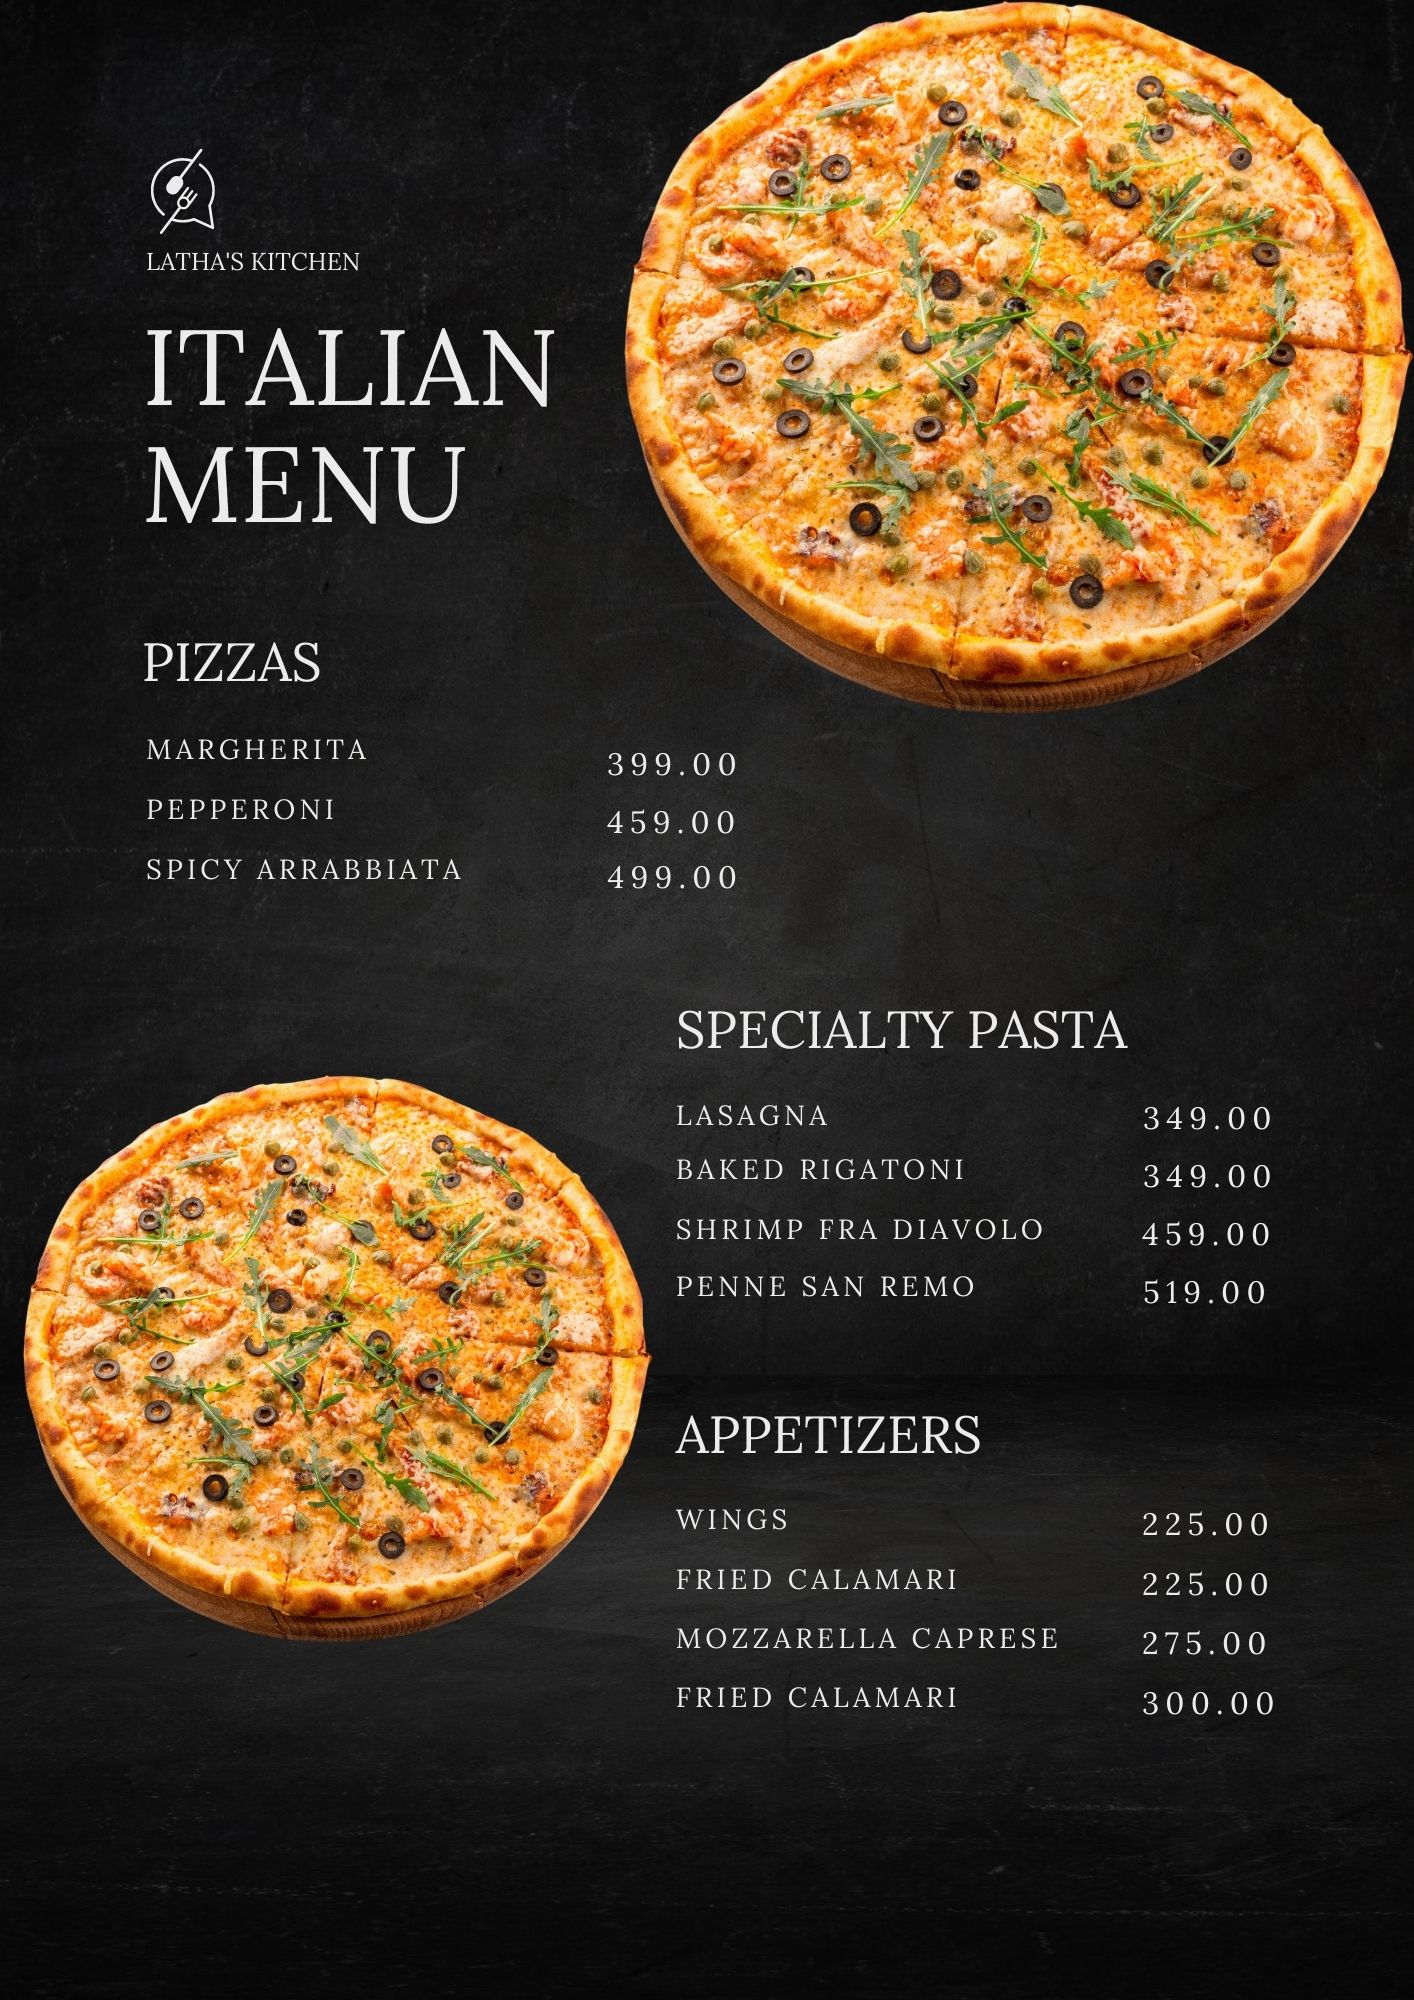 LATHA'S KITCHEN
ITALIAN
MENU
PIZZAS
MARGHERITA 399.00
PEPPERONI 459.00
SPICY ARRABBIATA 499.00
SPECIALTY PASTA
LASAGNA 349.00
BAKED RIGATONI 349.00
SHRIMP FRA DIAVOLO 459.00
PENNE SAN REMO 519.00
APPETIZERS
WINGS 225.00
FRIED CALAMARI 225.00
MOZZARELLA CAPRESE 275.00
FRIED CALAMARI 300.00